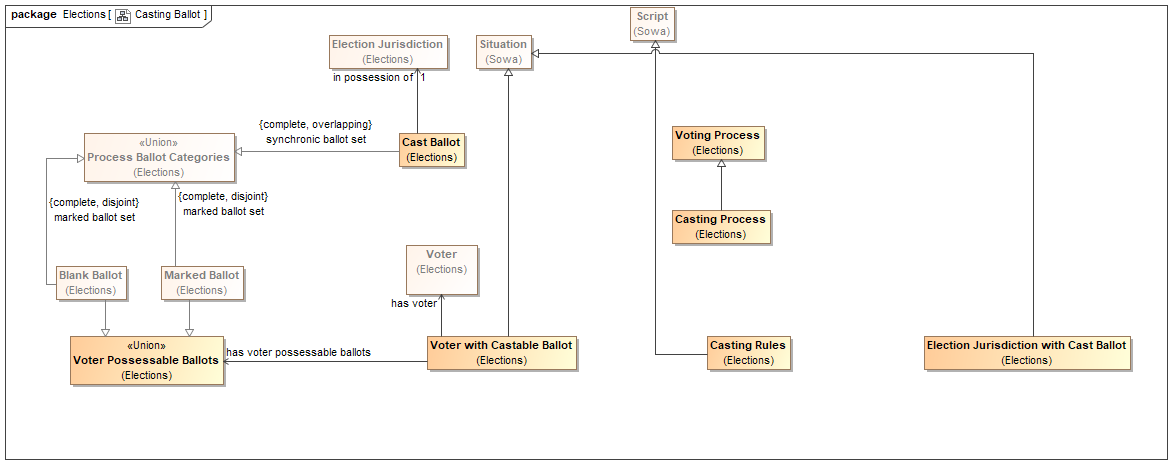 package Elections [ Casting Ballot ]
Script
(Sowa)
Election Jurisdiction
(Elections)
Situation
(Sowa)
in possession of 1
{complete, overlapping}
synchronic ballot set
Cast Ballot
(Elections)
Voting Process
(Elections)
«Union»
Process Ballot Categories
(Elections)
{complete, disjoint}
marked ballot set
{complete, disjoint}
marked ballot set
Casting Process
(Elections)
Voter
(Elections)
Blank Ballot
(Elections)
Marked Ballot
(Elections)
has voter
«Union»
Voter Possessable Ballots
(Elections)
has voter possessable ballots
Voter with Castable Ballot
(Elections)
Casting Rules
(Elections)
Election Jurisdiction with Cast Ballot
(Elections)